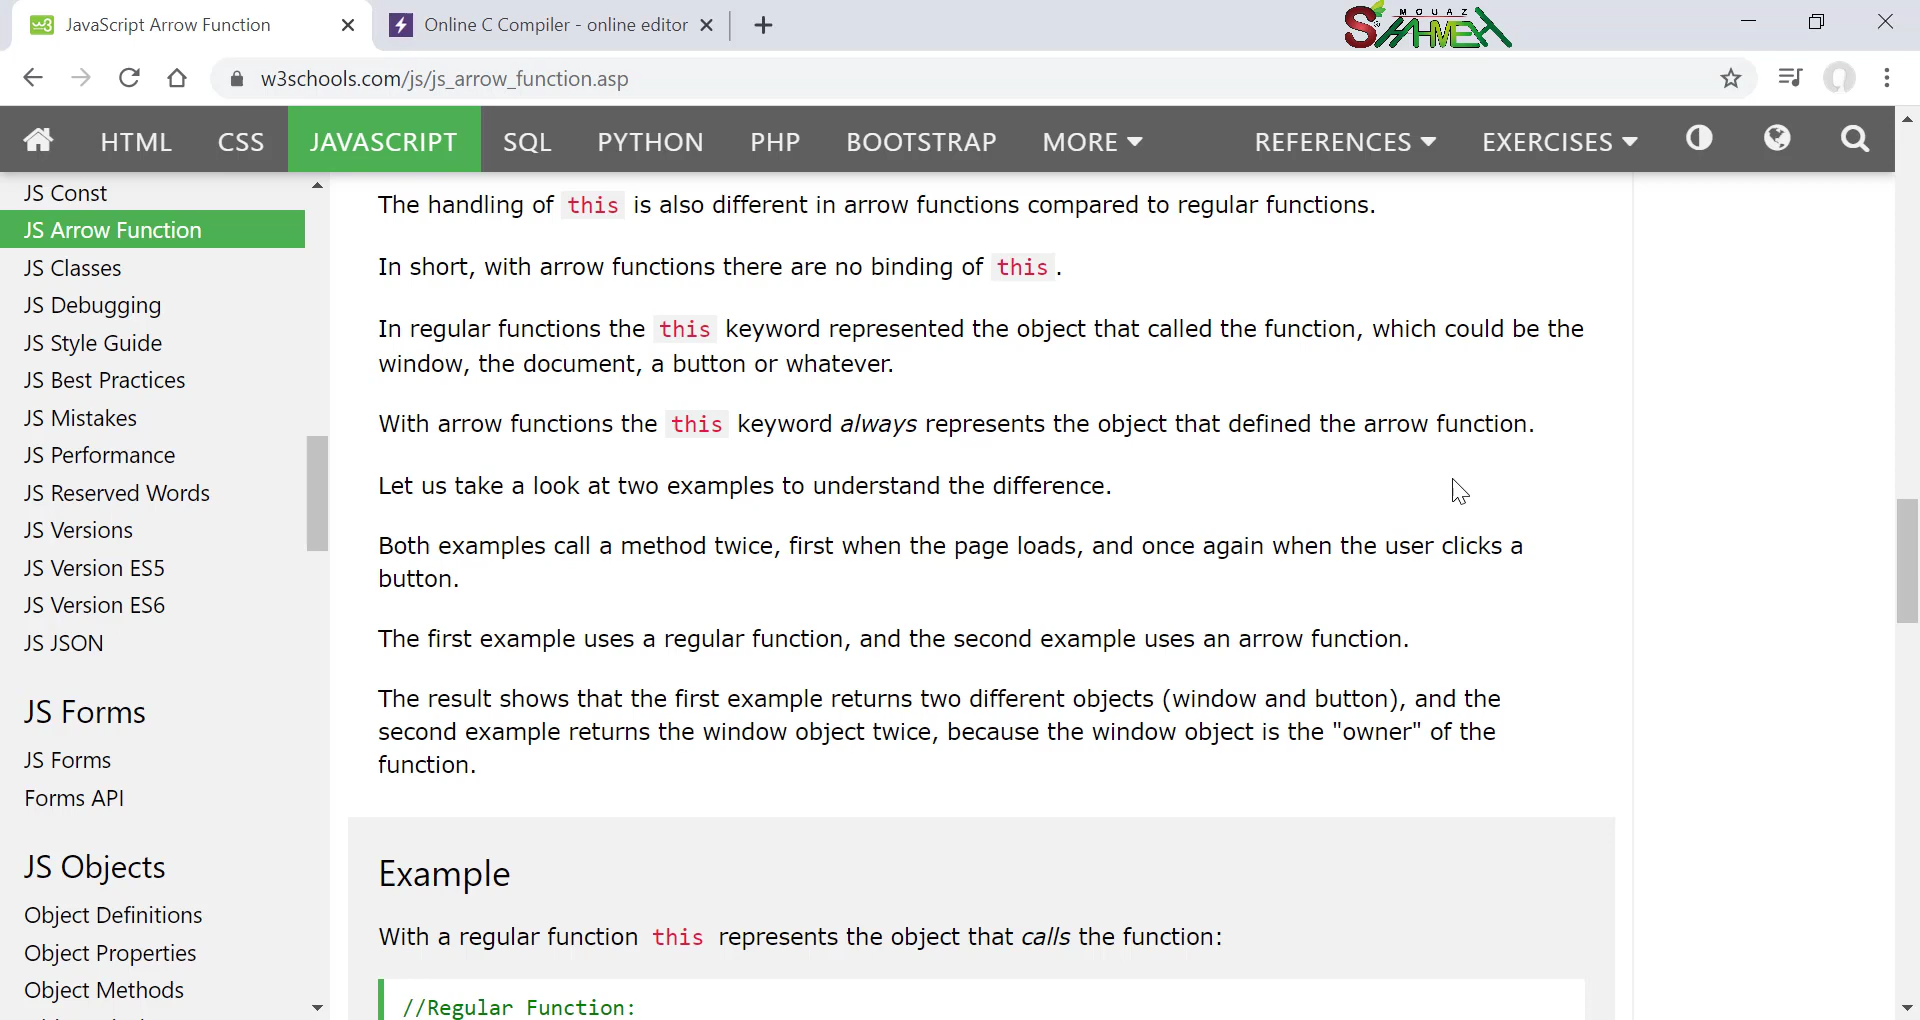 JavaScript Arrow Function
Online C Compiler - online editor
MOUAZ
SHAHMEX
w3schools.com/js/js_arrow_function.asp
HTML CSS JAVASCRIPT SQL PYTHON PHP BOOTSTRAP MORE REFERENCES EXERCISES
JS Const
JS Arrow Function
JS Classes
JS Debugging
JS Style Guide
JS Best Practices
JS Mistakes
JS Performance
JS Reserved Words
JS Versions
JS Version ES5
JS Version ES6
JS JSON
JS Forms
JS Forms
Forms API
JS Objects
Object Definitions
Object Properties
Object Methods
The handling of this is also different in arrow functions compared to regular functions.
In short, with arrow functions there are no binding of this .
In regular functions the this keyword represented the object that called the function, which could be the
window, the document, a button or whatever.
With arrow functions the this keyword always represents the object that defined the arrow function.
Let us take a look at two examples to understand the difference.
Both examples call a method twice, first when the page loads, and once again when the user clicks a
button.
The first example uses a regular function, and the second example uses an arrow function.
The result shows that the first example returns two different objects (window and button), and the
second example returns the window object twice, because the window object is the "owner" of the
function.
Example
With a regular function this represents the object that calls the function:
//Regular Function: